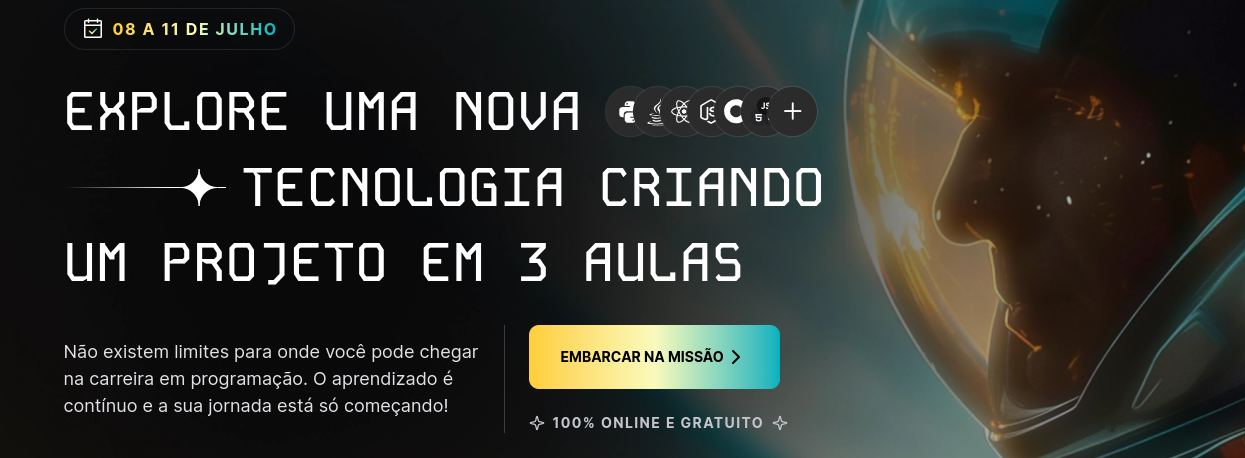 08 A 11 DE JULHO
EXPLORE UMA NOVA
JS
5
TECNOLOGIA CRIANDO
UM PROJETO EM 3 AULAS
Não existem limites para onde você pode chegar
na carreira em programação. O aprendizado é
contínuo e a sua jornada está só começando!
EMBARCAR NA MISSÃO
100% ONLINE E GRATUITO